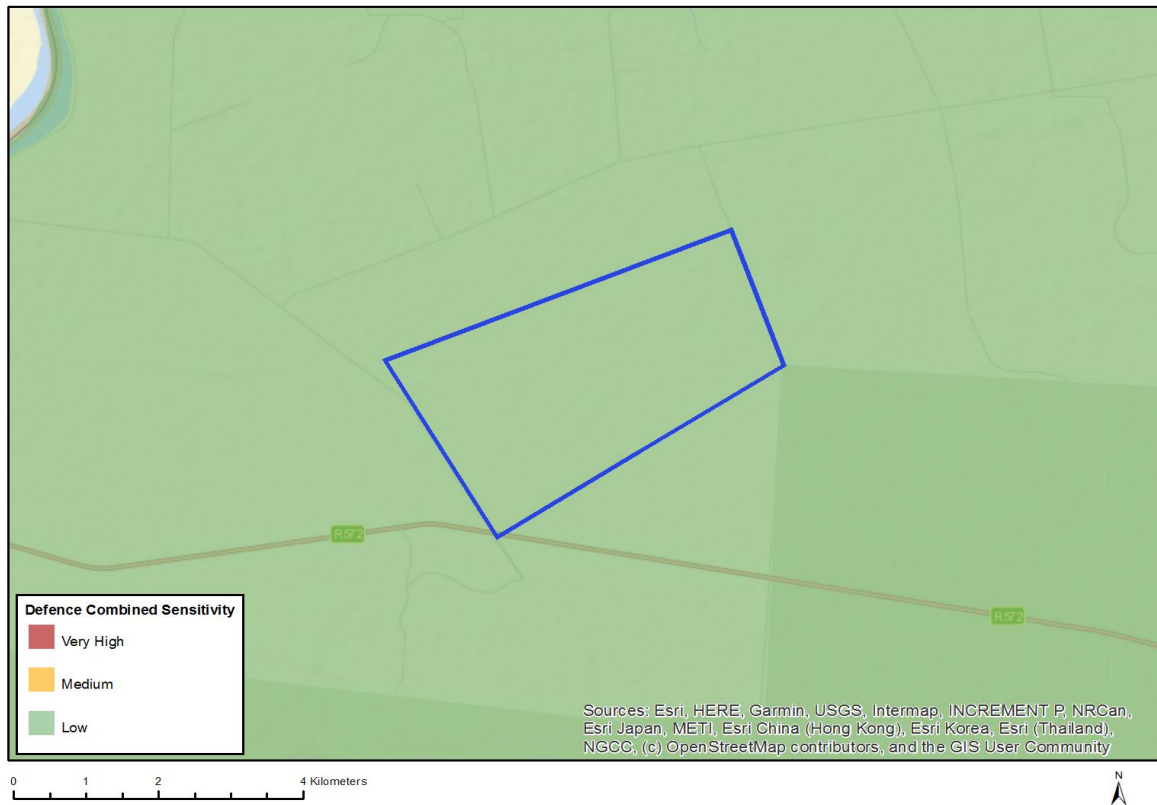 R572
R572
Defence Combined Sensitivity
Very High
Medium
Low
Sources: Esri, HERE, Garmin, USGS, Intermap, INCREMENT P, NRCan,
Esri Japan, METI, Esri China (Hong Kong), Esri Korea, Esri (Thailand),
NGCC, (c) OpenStreetMap contributors, and the GIS User Community
0 1 2 4 Kilometers
N